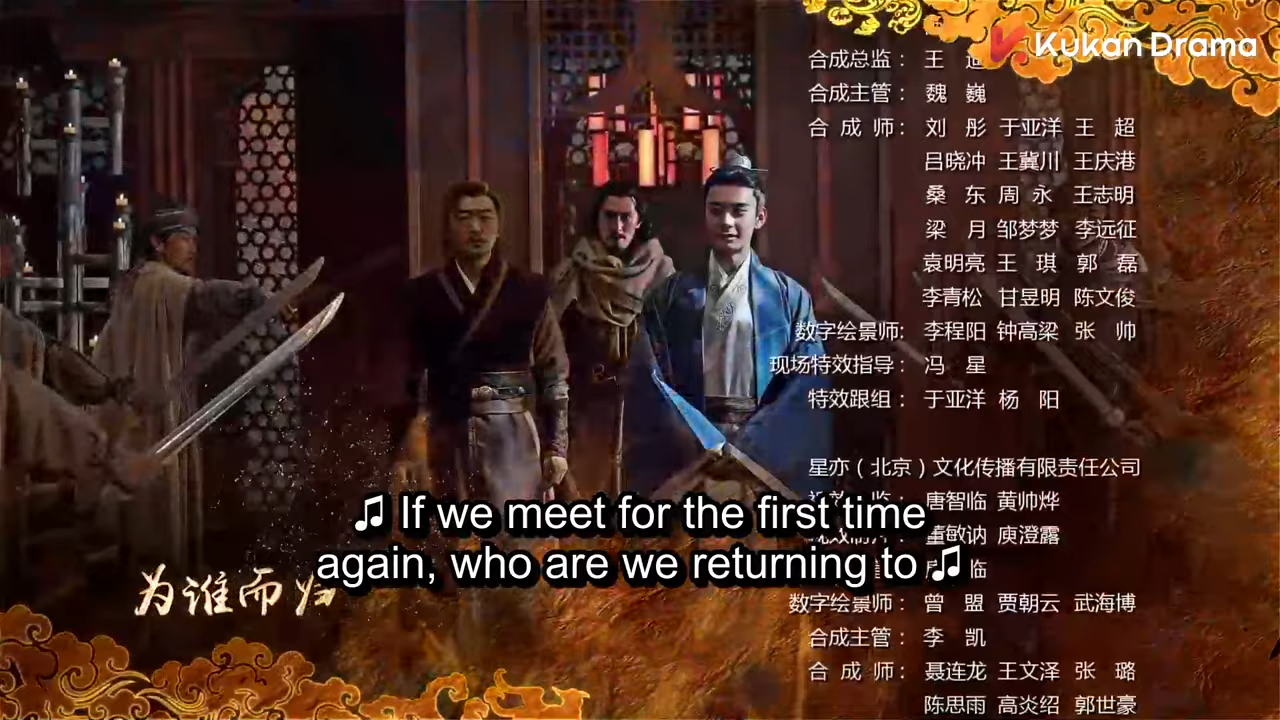 Kukan Drama
合成总监： 王
合成主管： 魏 巍
合 成 师： 刘 彤 于亚洋 王 超
吕晓冲 王冀川 王庆港
桑 东 周 永 王志明
梁 月 邹梦梦 李远征
袁明亮 王 琪 郭 磊
李青松 甘昱明 陈文俊
数字绘景师： 李程阳 钟高梁 张 帅
现场特效指导： 冯 星
特效跟组： 于亚洋 杨 阳
星亦（北京）文化传播有限责任公司
唐智临 黄帅烨
♫ If we meet for the first time
董敏讷 庾澄露
again, who are we returning to ♫
临
为谁而归
数字绘景师： 曾 盟 贾朝云 武海博
合成主管： 李 凯
合 成 师： 聂连龙 王文泽 张 璐
陈思雨 高炎绍 郭世豪